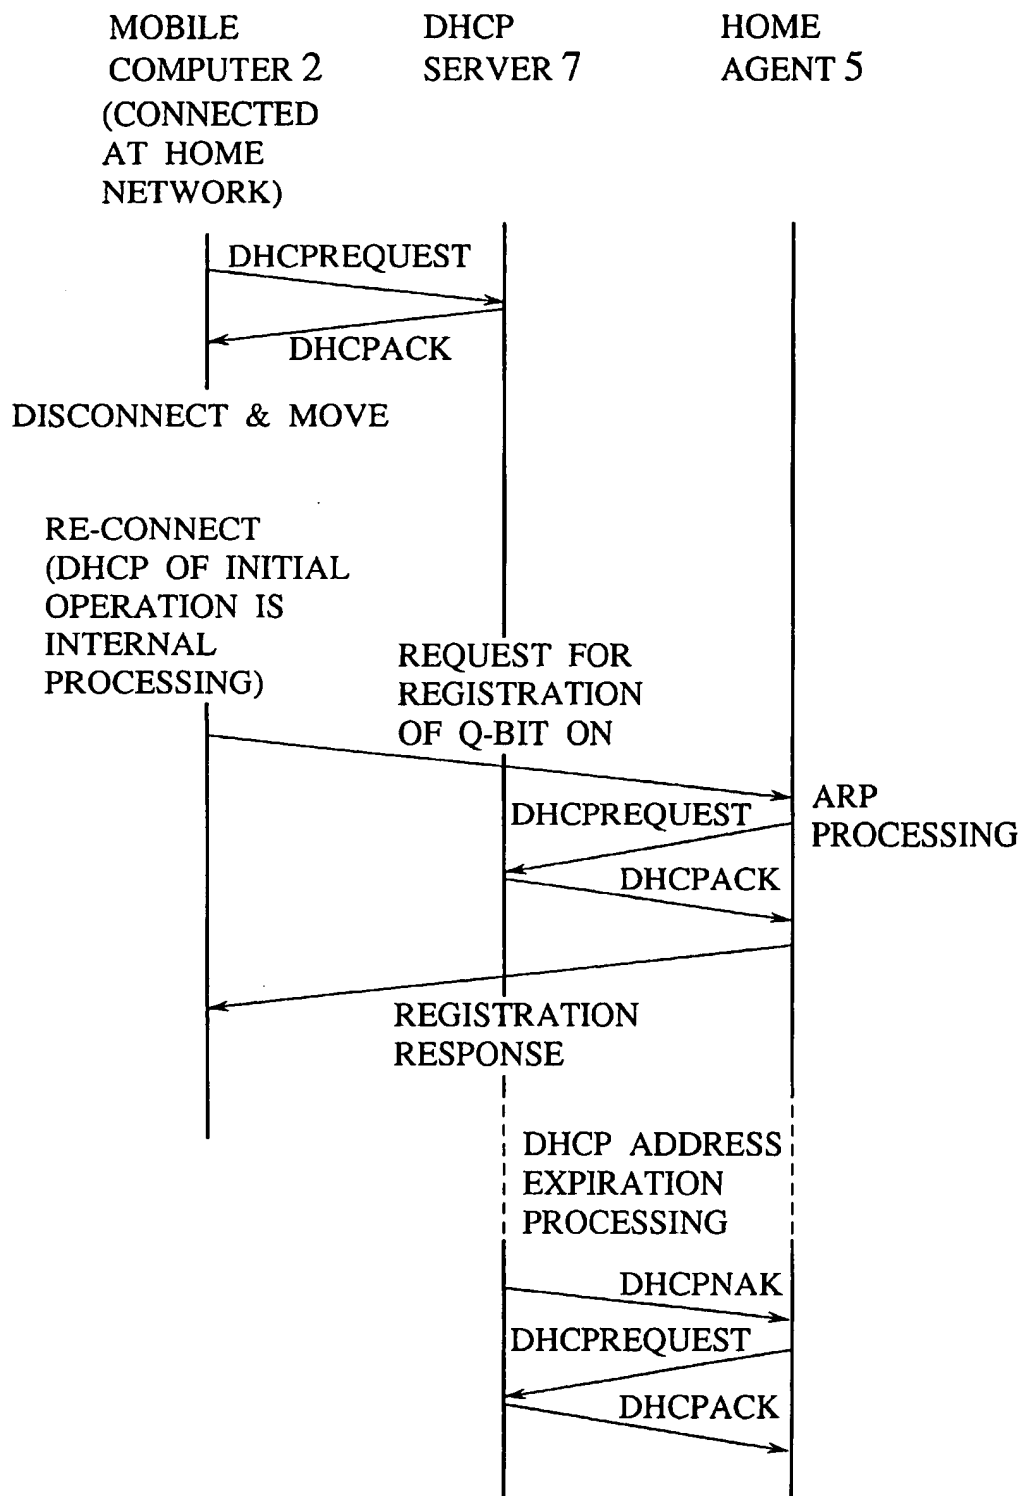 MOBILE
COMPUTER 2
(CONNECTED
AT HOME
NETWORK)
DHCP
SERVER 7
HOME
AGENT 5
DHCPREQUEST
DHCPACK
DISCONNECT & MOVE
RE-CONNECT
(DHCP OF INITIAL
OPERATION IS
INTERNAL
PROCESSING)
REQUEST FOR
REGISTRATION
OF Q-BIT ON
ARP
PROCESSING
DHCPREQUEST
DHCPACK
REGISTRATION
RESPONSE
DHCP ADDRESS
EXPIRATION
PROCESSING
DHCPNAK
DHCPREQUEST
DHCPACK